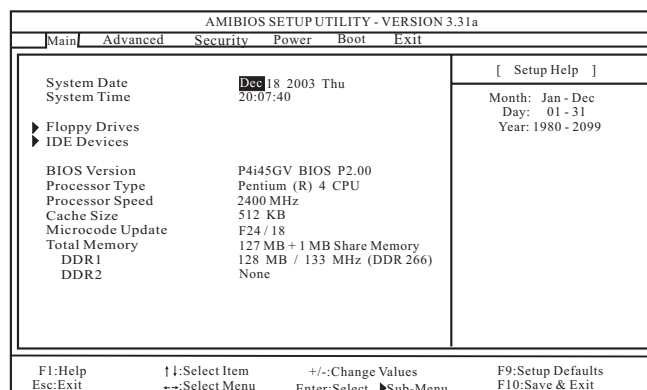 AMIBIOS SETUP UTILITY - VERSION 3.31a
Main Advanced Security Power Boot Exit
System Date Dec 18 2003 Thu
System Time 20:07:40
Floppy Drives
IDE Devices
BIOS Version P4i45GV BIOS P2.00
Processor Type Pentium (R) 4 CPU
Processor Speed 2400 MHz
Cache Size 512 KB
Microcode Update F24 / 18
Total Memory 127 MB + 1 MB Share Memory
DDR1 128 MB / 133 MHz (DDR 266)
DDR2 None
[ Setup Help ]
Month: Jan - Dec
Day: 01 - 31
Year: 1980 - 2099
F1:Help ↑↓:Select Item +/-:Change Values F9:Setup Defaults
Esc:Exit ←→:Select Menu Enter:Select ▶Sub-Menu F10:Save & Exit